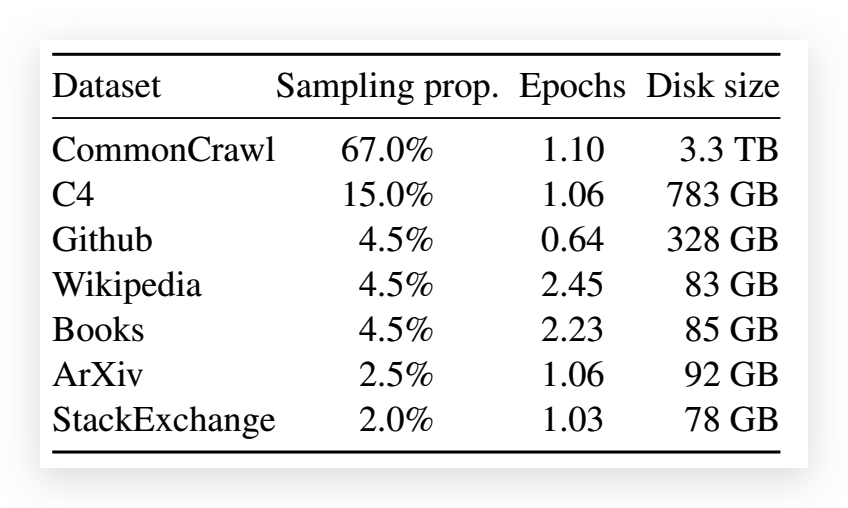 Dataset Sampling prop. Epochs Disk size
CommonCrawl 67.0% 1.10 3.3 TB
C4 15.0% 1.06 783 GB
Github 4.5% 0.64 328 GB
Wikipedia 4.5% 2.45 83 GB
Books 4.5% 2.23 85 GB
ArXiv 2.5% 1.06 92 GB
StackExchange 2.0% 1.03 78 GB